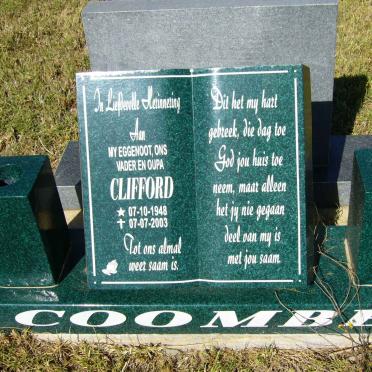 In Liefdevolle Herinnering
Aan
MY EGGENOOT, ONS
VADER EN OUPA
CLIFFORD
★ 07-10-1948
✝ 07-07-2003
Tot ons almal
weer saam is.
Dit het my hart
gebreek, die dag toe
God jou huis toe
neem, maar alleen
het jy nie gegaan
deel van my is
met jou saam.
COOMBE